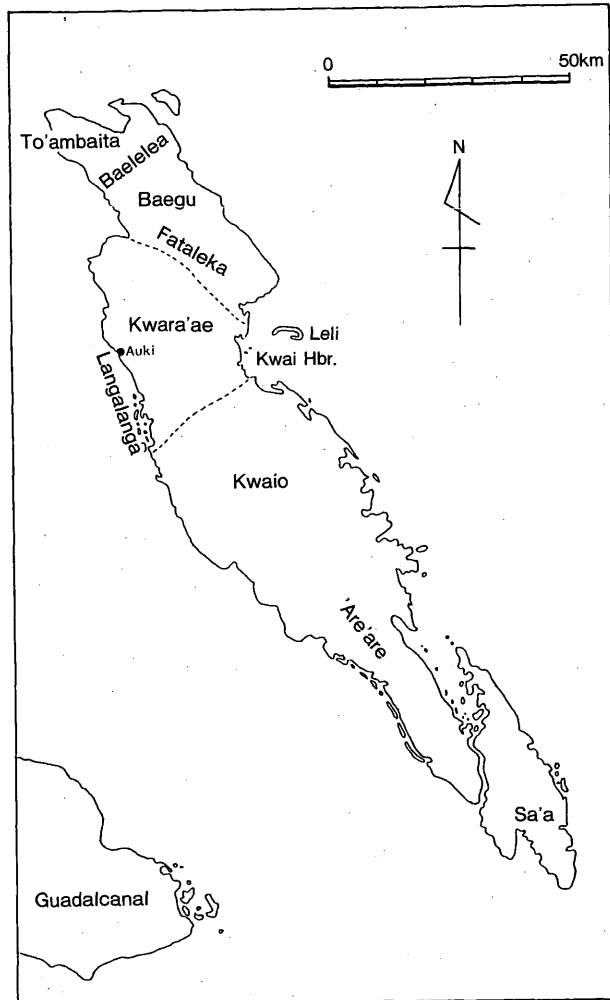 0 50km
To'ambaita
Baelelea
N
Baegu
Fataleka
Kwara'ae
Leli
Auki
Kwai Hbr.
Langalanga
Kwaio
'Are'are
Sa'a
Guadalcanal